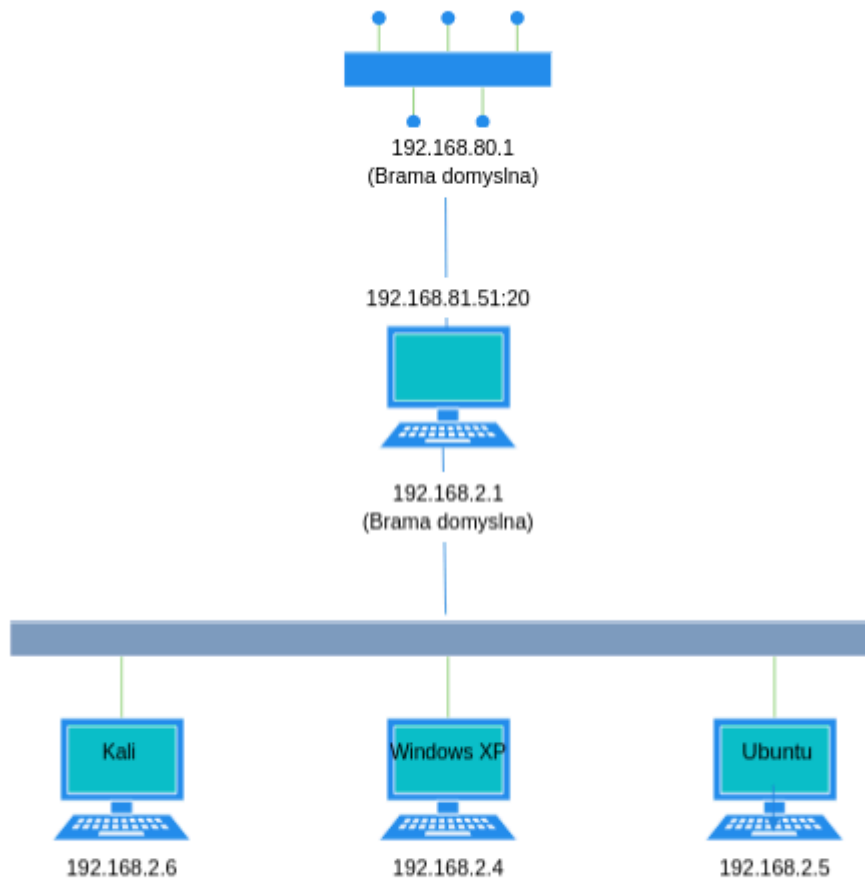 192.168.80.1
(Brama domyslna)
192.168.81.51:20
192.168.2.1
(Brama domyslna)
Kali
Windows XP
Ubuntu
192.168.2.6
192.168.2.4
192.168.2.5